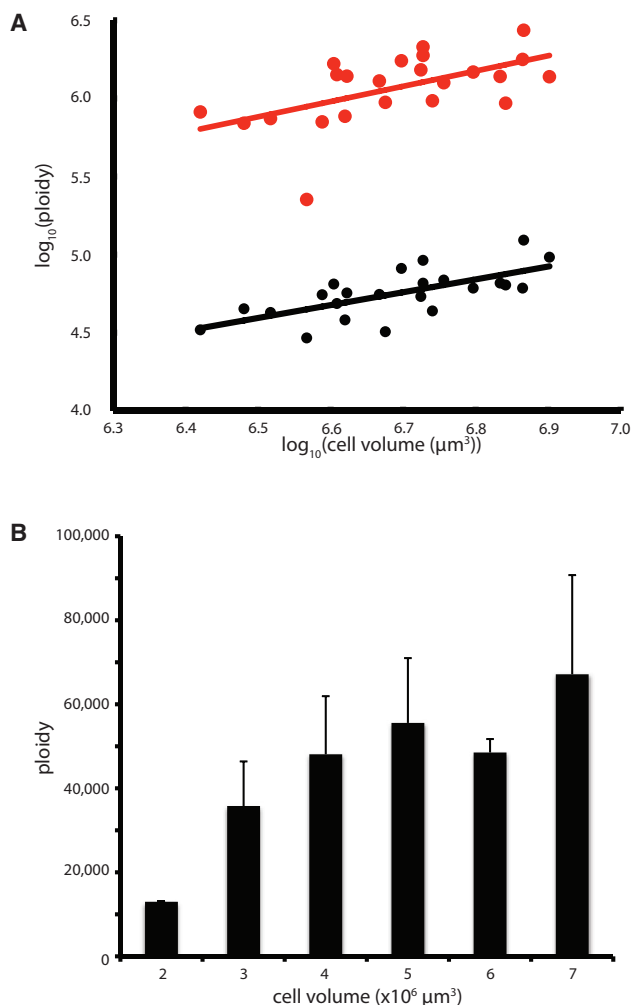 A
6.5
6.0
5.5
5.0
4.5
4.0
log₁₀(ploidy)
6.3 6.4 6.5 6.6 6.7 6.8 6.9 7.0
log₁₀(cell volume (µm³))
B
100,000
80,000
60,000
40,000
20,000
0
ploidy
2 3 4 5 6 7
cell volume (x10⁶ µm³)